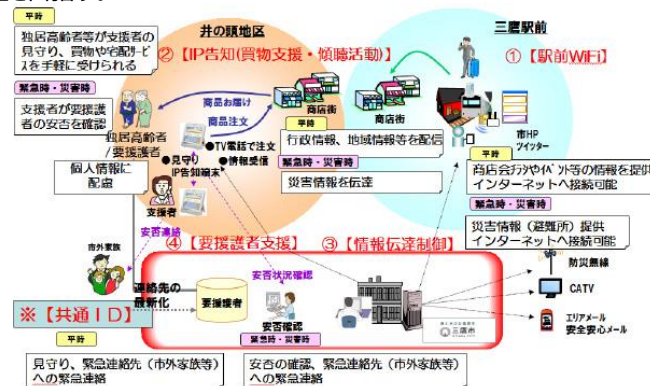 平時
独居高齢者等が支援者の
見守り、買物や宅配サービ
スを手軽に受けられる
緊急時・災害時
支援者が要援護
者の安否を確認
井の頭地区
②【IP告知(買物支援・傾聴活動)】
三鷹駅前
①【駅前WiFi】
商品お届け
商品注文
商店街
商店街
独居高齢者
/要援護者
●TV電話で注文
●見守り
●情報受信
IP告知端末
平時
行政情報、地域情報等を配信
緊急時・災害時
災害情報を伝達
市HP
ツイッター
平時
商店会チラシやイベント等の情報を提供
インターネットへ接続可能
緊急時・災害時
災害情報（避難所）提供
インターネットへ接続可能
個人情報に
配慮
支援者
安否連絡
市外家族
④【要援護者支援】
③【情報伝達制御】
安否状況確認
連絡先の
最新化
要援護者
安否確認
三鷹市
防災無線
CATV
エリアメール
安全安心メール
※【共通ID】
平時
見守り、緊急連絡先（市外家族等）
への緊急連絡
緊急時・災害時
安否の確認、緊急連絡先（市外家族等）
への緊急連絡